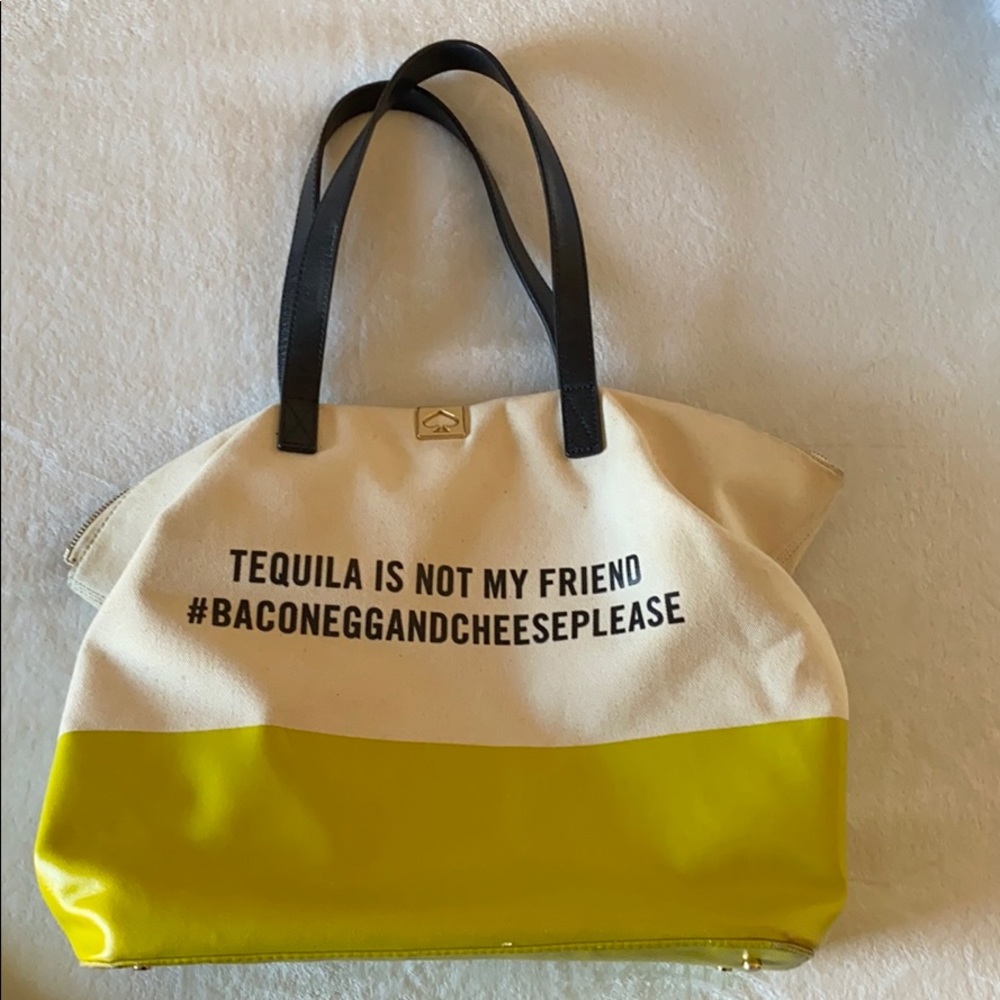 TEQUILA IS NOT MY FRIEND
#BACONEGGANDCHEESEPLEASE